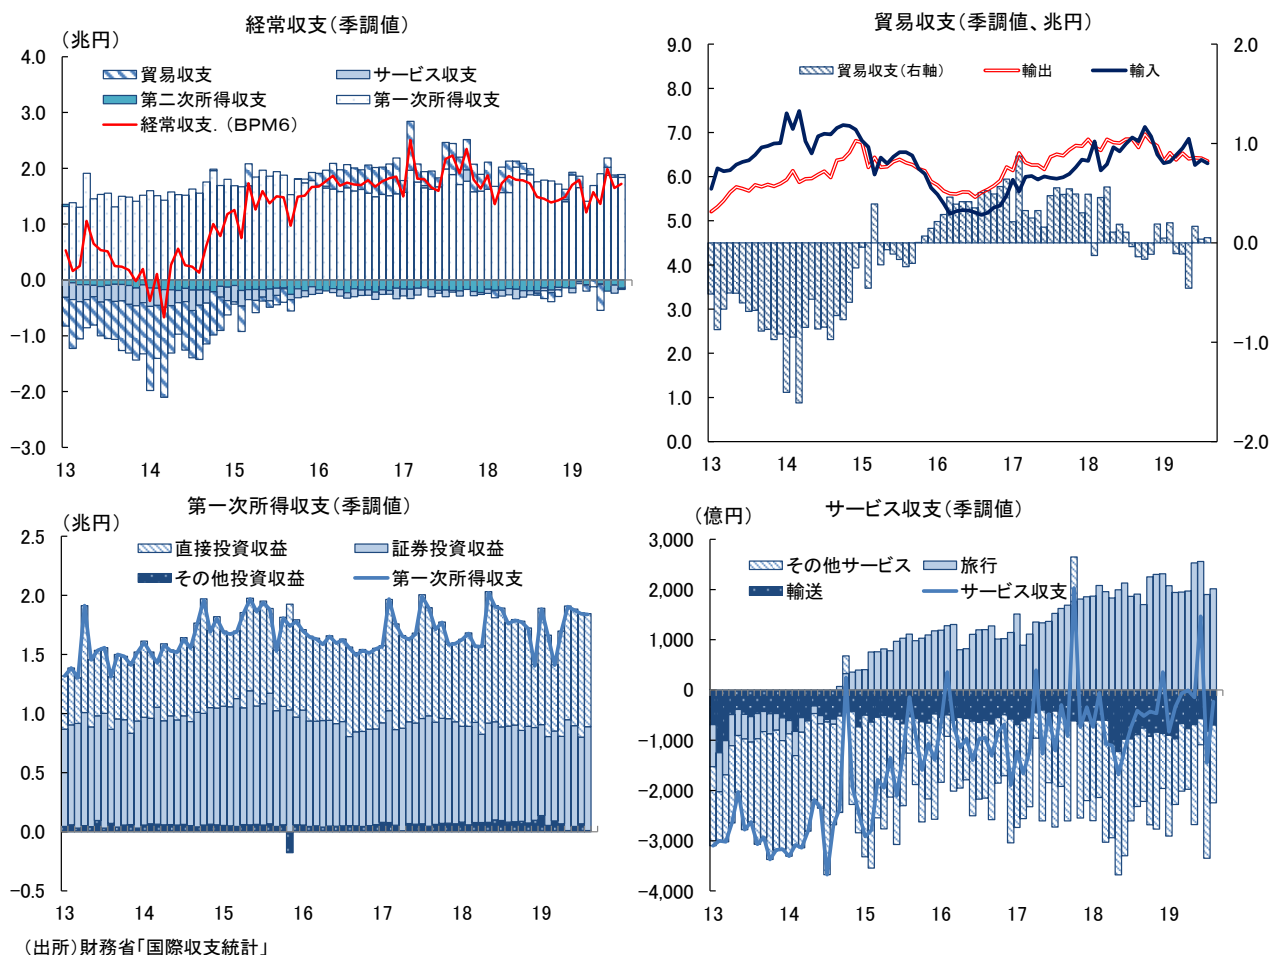 経常収支（季調値）
（兆円）
4.0
3.0
2.0
1.0
0.0
−1.0
−2.0
−3.0
貿易収支
サービス収支
第二次所得収支
第一次所得収支
経常収支．（BPM6）
13 14 15 16 17 18 19
貿易収支（季調値、兆円）
9.0
8.0
7.0
6.0
5.0
4.0
3.0
2.0
1.0
0.0
貿易収支（右軸） 輸出 輸入
2.0
1.0
0.0
−1.0
−2.0
13 14 15 16 17 18 19
第一次所得収支（季調値）
（兆円）
2.5
2.0
1.5
1.0
0.5
0.0
−0.5
直接投資収益
証券投資収益
その他投資収益
第一次所得収支
13 14 15 16 17 18 19
サービス収支（季調値）
（億円）
3,000
2,000
1,000
0
−1,000
−2,000
−3,000
−4,000
その他サービス
旅行
輸送
サービス収支
13 14 15 16 17 18 19
（出所）財務省「国際収支統計」